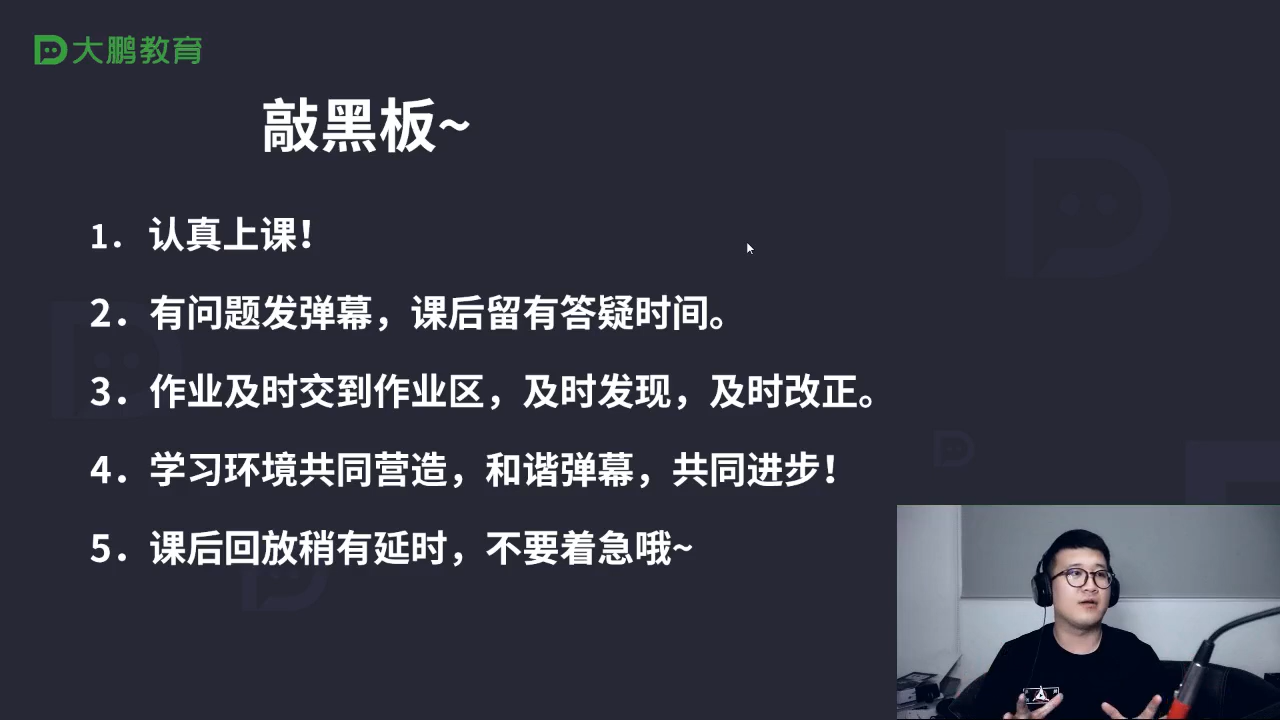 大鹏教育
敲黑板~
1. 认真上课！
2. 有问题发弹幕，课后留有答疑时间。
3. 作业及时交到作业区，及时发现，及时改正。
4. 学习环境共同营造，和谐弹幕，共同进步！
5. 课后回放稍有延时，不要着急哦~